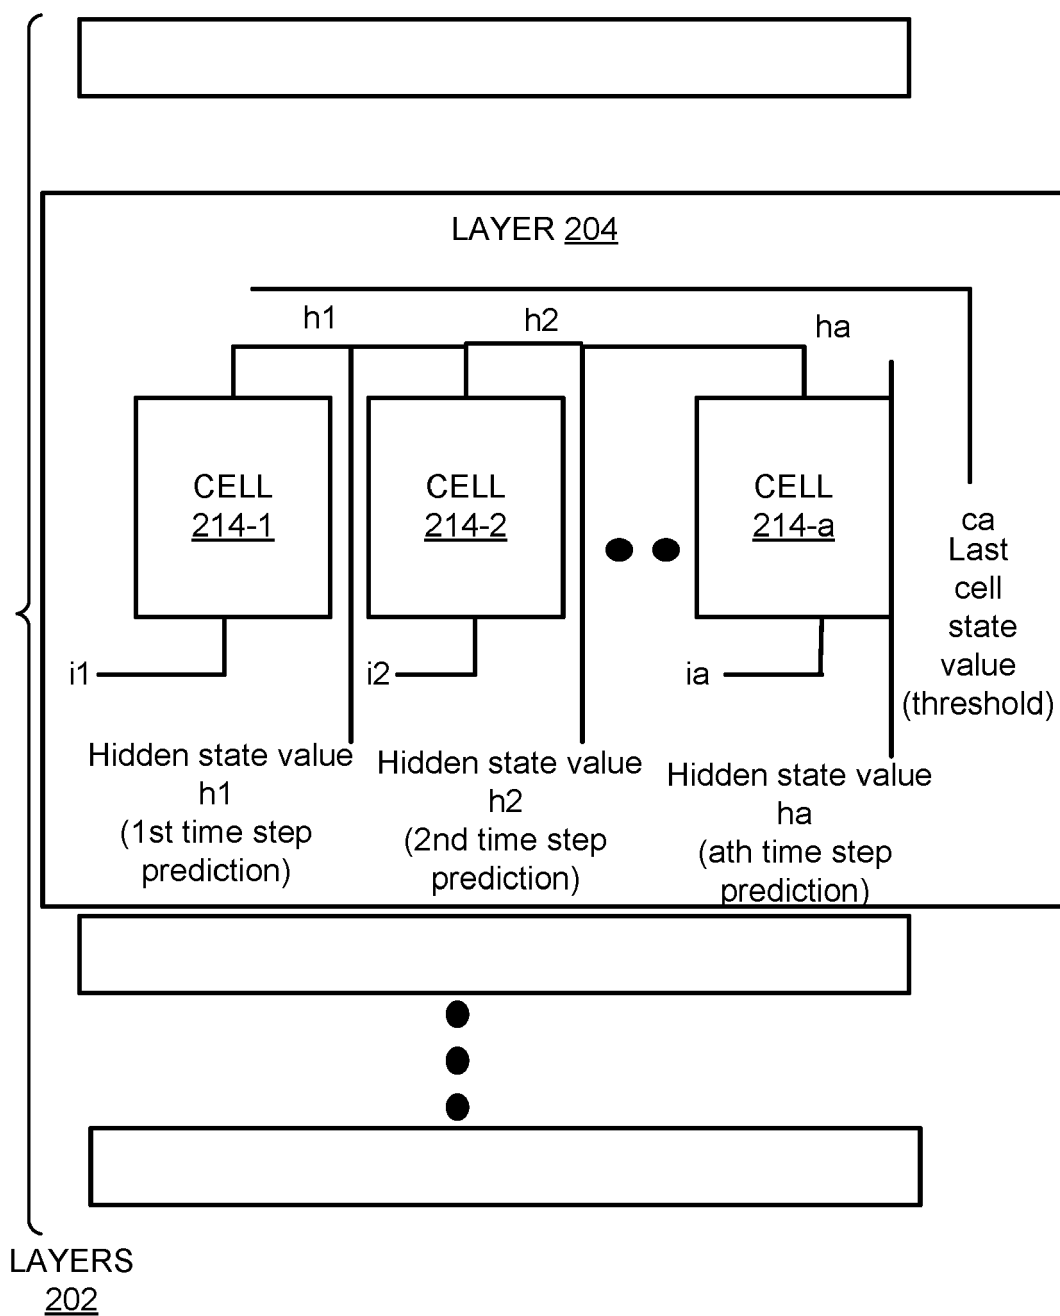 LAYER 204
h1
h2
ha
CELL
214-1
CELL
214-2
CELL
214-a
ca
Last
cell
state
value
(threshold)
i1
i2
ia
Hidden state value
h1
(1st time step
prediction)
Hidden state value
h2
(2nd time step
prediction)
Hidden state value
ha
(ath time step
prediction)
LAYERS
202